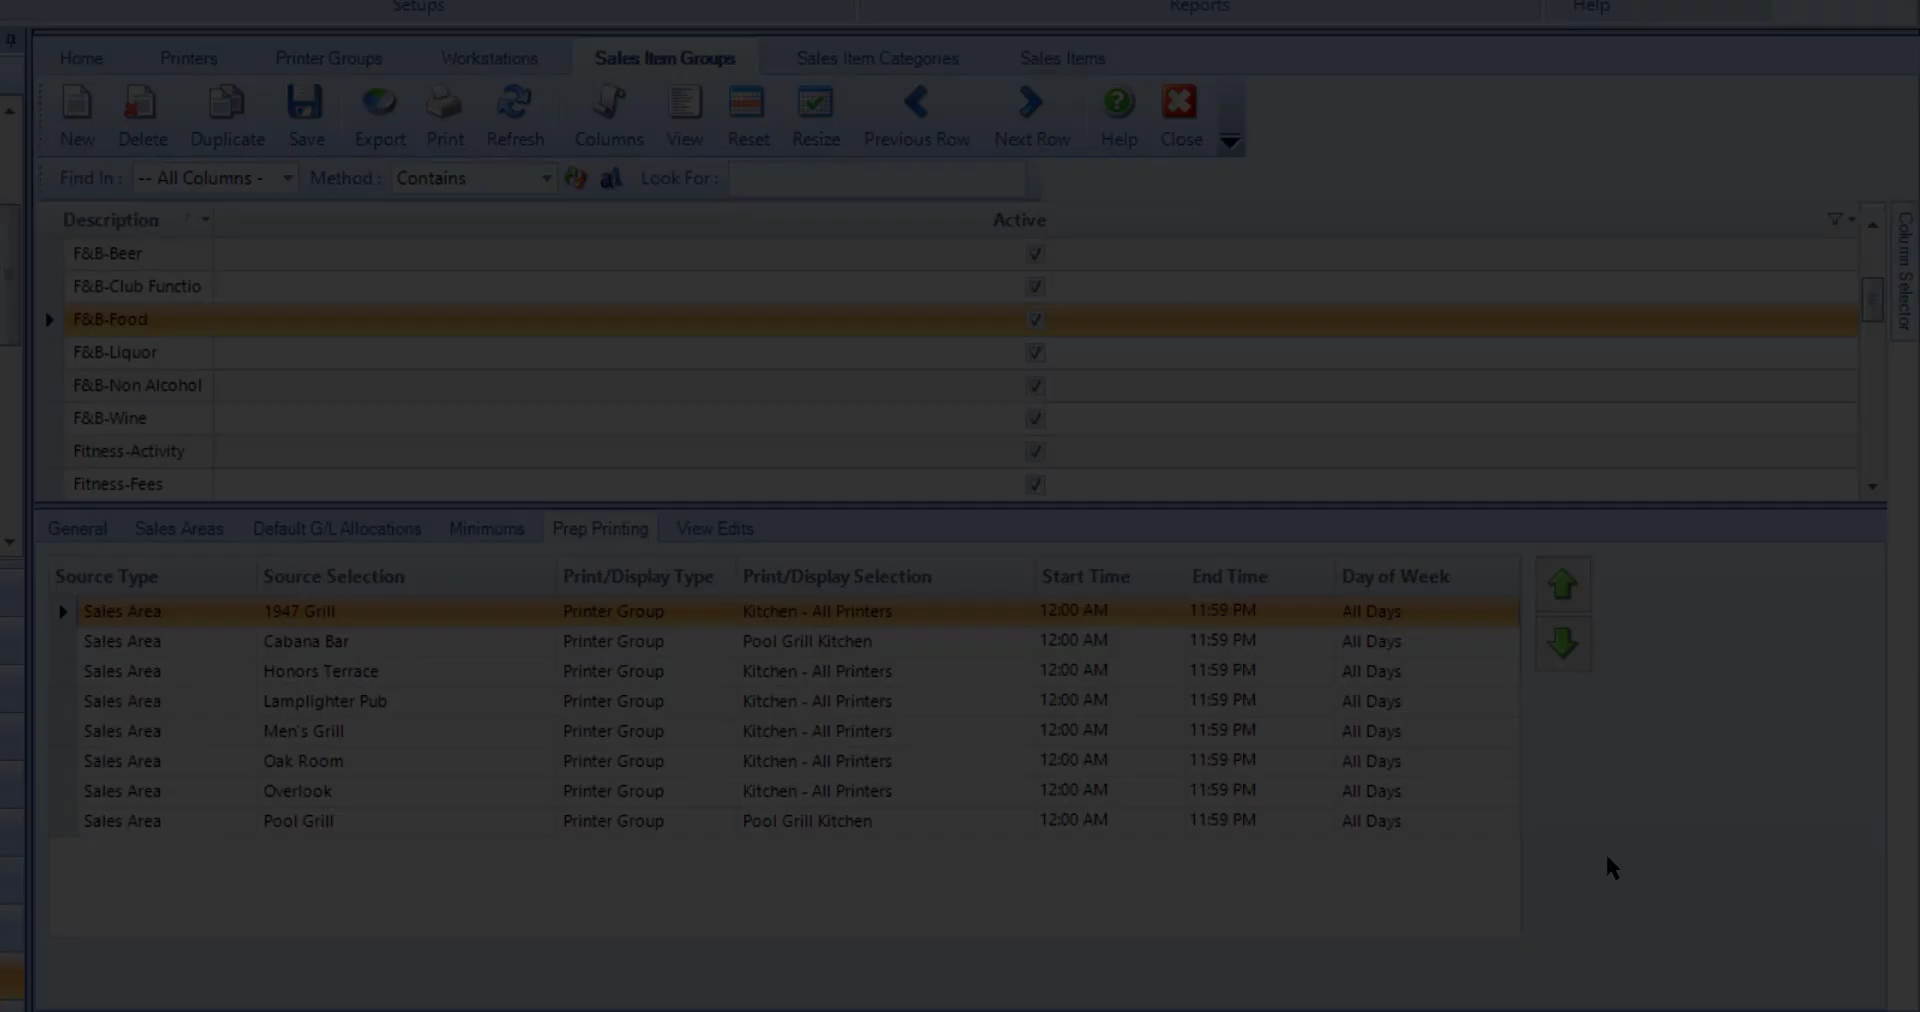 Setups Reports Help
Home Printers Printer Groups Workstations Sales Item Groups Sales Item Categories Sales Items
New Delete Duplicate Save Export Print Refresh Columns View Reset Resize Previous Row Next Row Help Close
Find In : -- All Columns - Method : Contains Look For :
Description Active
Column Selector
F&B-Beer
F&B-Club Functio
F&B-Food
F&B-Liquor
F&B-Non Alcohol
F&B-Wine
Fitness-Activity
Fitness-Fees
General Sales Areas Default G/L Allocations Minimums Prep Printing View Edits
Source Type Source Selection Print/Display Type Print/Display Selection Start Time End Time Day of Week
Sales Area 1947 Grill Printer Group Kitchen - All Printers 12:00 AM 11:59 PM All Days
Sales Area Cabana Bar Printer Group Pool Grill Kitchen 12:00 AM 11:59 PM All Days
Sales Area Honors Terrace Printer Group Kitchen - All Printers 12:00 AM 11:59 PM All Days
Sales Area Lamplighter Pub Printer Group Kitchen - All Printers 12:00 AM 11:59 PM All Days
Sales Area Men's Grill Printer Group Kitchen - All Printers 12:00 AM 11:59 PM All Days
Sales Area Oak Room Printer Group Kitchen - All Printers 12:00 AM 11:59 PM All Days
Sales Area Overlook Printer Group Kitchen - All Printers 12:00 AM 11:59 PM All Days
Sales Area Pool Grill Printer Group Pool Grill Kitchen 12:00 AM 11:59 PM All Days